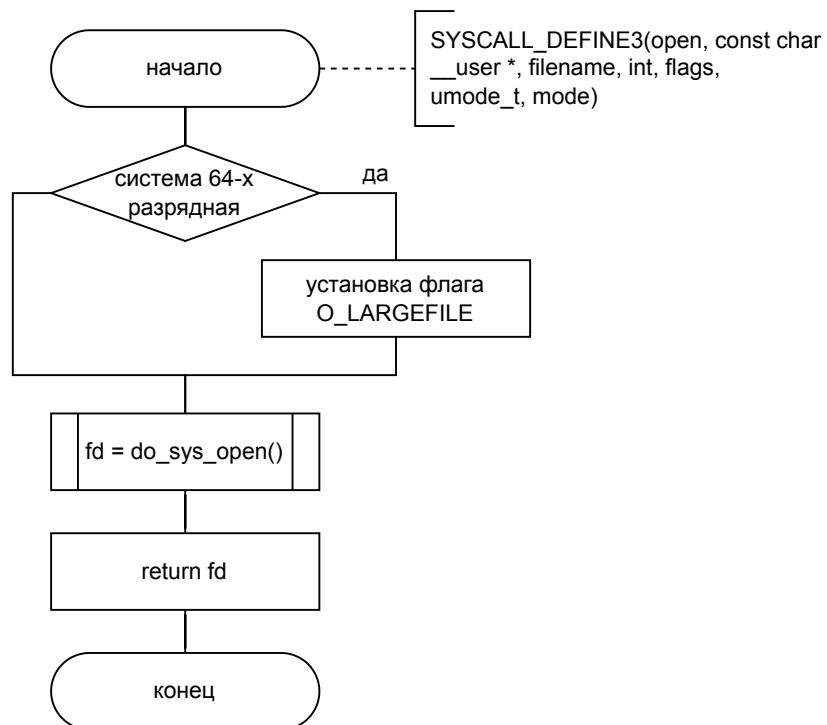 начало
SYSCALL_DEFINE3(open, const char
__user *, filename, int, flags,
umode_t, mode)
система 64-х
разрядная
да
установка флага
O_LARGEFILE
fd = do_sys_open()
return fd
конец